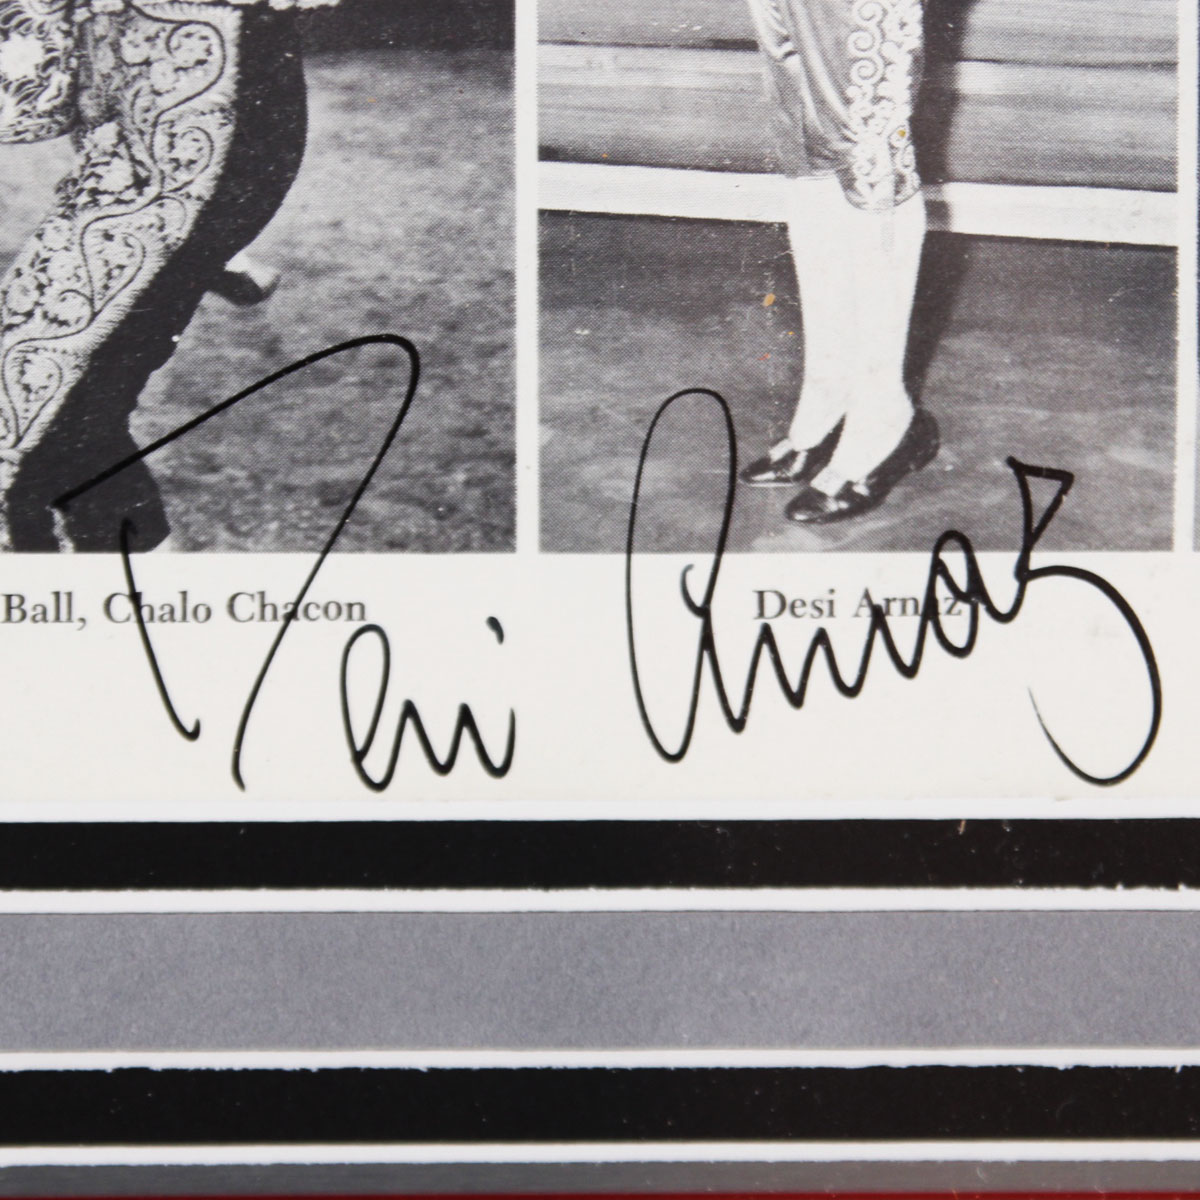 Ball, Chalo Chacon
Desi Arnaz
Desi Arnaz